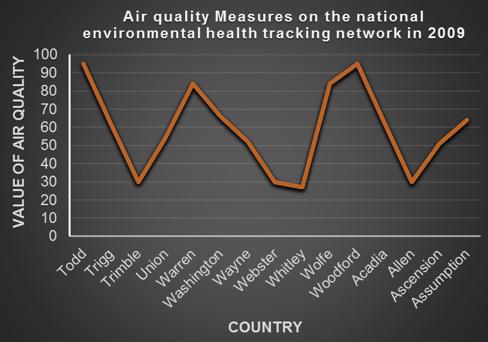 Air quality Measures on the national
environmental health tracking network in 2009
VALUE OF AIR QUALITY
100
90
80
70
60
50
40
30
20
10
0
Todd
Trigg
Trimble
Union
Warren
Washington
Wayne
Webster
Whitley
Wolfe
Woodford
Acadia
Allen
Ascension
Assumption
COUNTRY